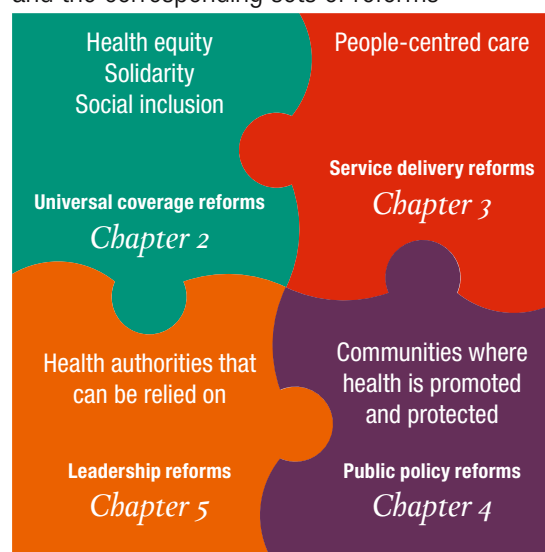 and the corresponding sets of reforms
Health equity
Solidarity
Social inclusion
Universal coverage reforms
Chapter 2
People-centred care
Service delivery reforms
Chapter 3
Health authorities that
can be relied on
Leadership reforms
Chapter 5
Communities where
health is promoted
and protected
Public policy reforms
Chapter 4